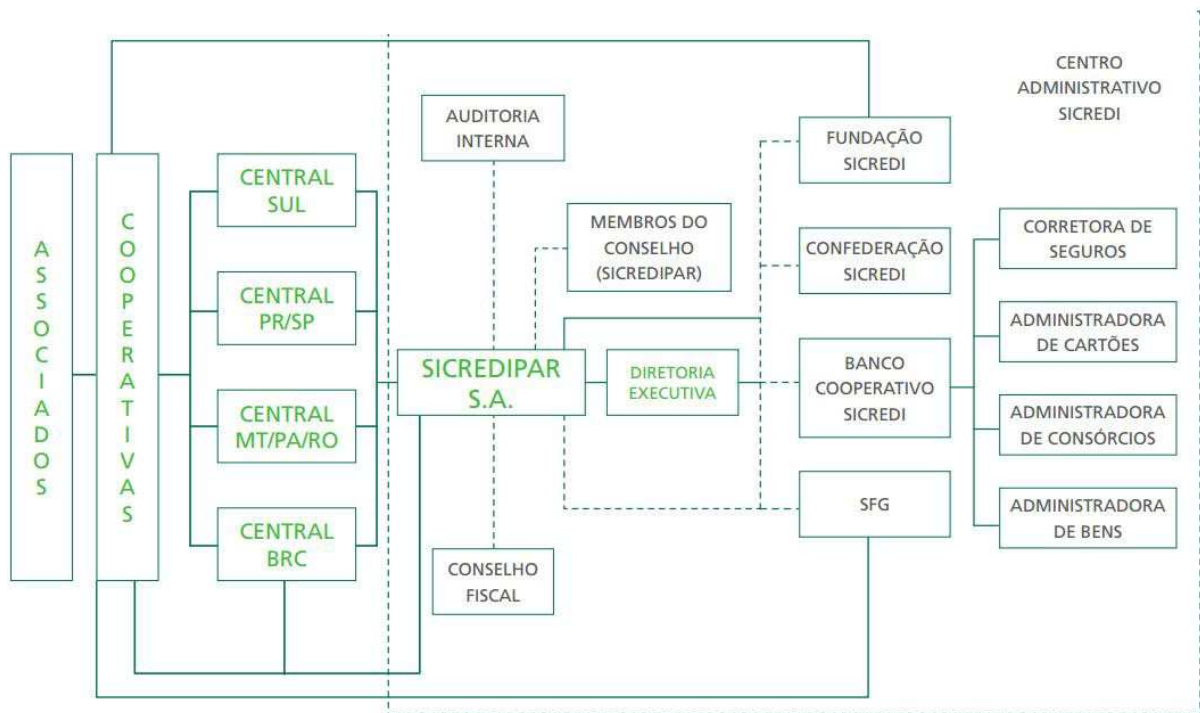 ASSOCIADOS
COOPERATIVAS
CENTRAL
SUL
CENTRAL
PR/SP
CENTRAL
MT/PA/RO
CENTRAL
BRC
AUDITORIA
INTERNA
MEMBROS DO
CONSELHO
(SICREDIPAR)
SICREDIPAR
S.A.
DIRETORIA
EXECUTIVA
CONSELHO
FISCAL
FUNDAÇÃO
SICREDI
CONFEDERAÇÃO
SICREDI
BANCO
COOPERATIVO
SICREDI
SFG
CENTRO
ADMINISTRATIVO
SICREDI
CORRETORA DE
SEGUROS
ADMINISTRADORA
DE CARTÕES
ADMINISTRADORA
DE CONSÓRCIOS
ADMINISTRADORA
DE BENS